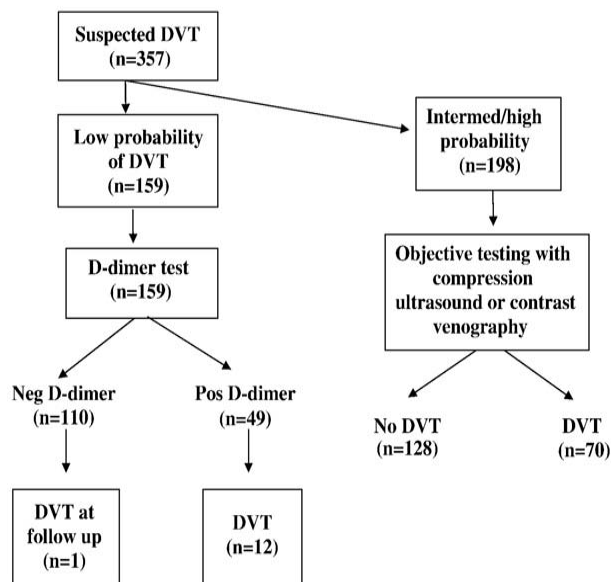 Suspected DVT
(n=357)
Low probability
of DVT
(n=159)
Intermed/high
probability
(n=198)
D-dimer test
(n=159)
Objective testing with
compression
ultrasound or contrast
venography
Neg D-dimer
(n=110)
Pos D-dimer
(n=49)
No DVT
(n=128)
DVT
(n=70)
DVT at
follow up
(n=1)
DVT
(n=12)